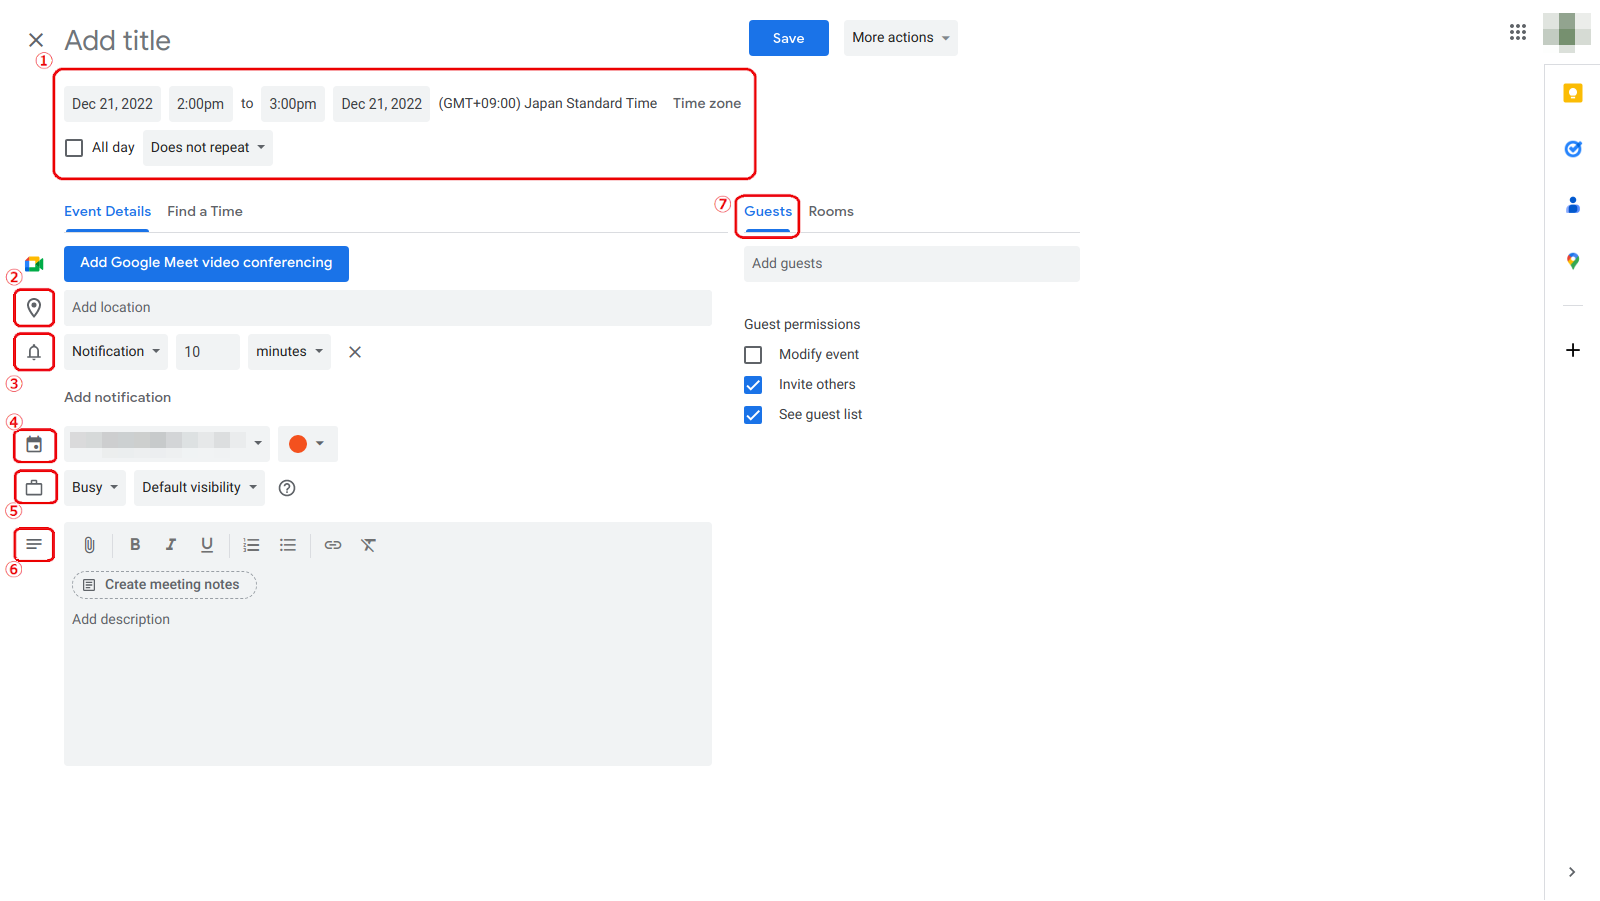 Add title
Save
More actions
①
Dec 21, 2022 2:00pm to 3:00pm Dec 21, 2022 (GMT+09:00) Japan Standard Time Time zone
All day Does not repeat
Event Details Find a Time
⑦
Guests Rooms
Add Google Meet video conferencing
②
Add location
Notification 10 minutes
③
Add notification
④
Busy Default visibility
⑤
⑥
B I U
Create meeting notes
Add description
Add guests
Guest permissions
Modify event
Invite others
See guest list